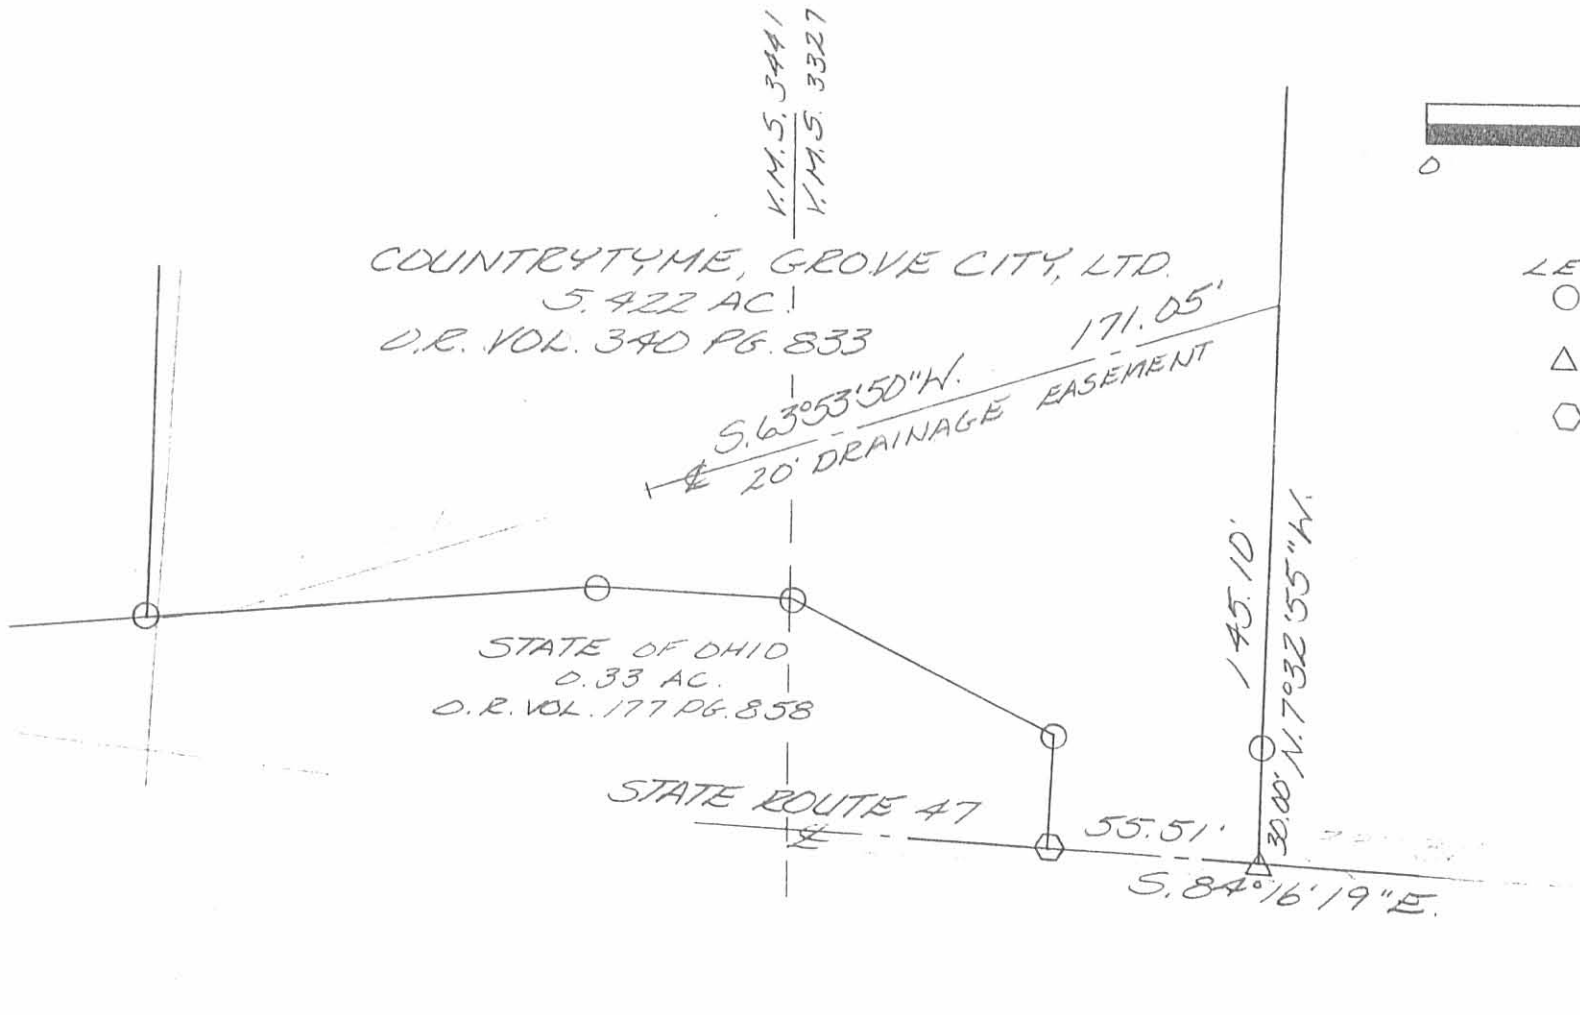 V.M.S. 3441
V.M.S. 3327
0
COUNTRYTYME, GROVE CITY, LTD.
5.422 AC.
O.R. VOL. 340 PG. 833
LE
171.05'
S.63°53'50"W.
20' DRAINAGE EASEMENT
℄
145.10'
N.7°32'55"W.
30.00'
STATE OF OHIO
0.33 AC.
O.R. VOL. 177 PG. 858
STATE ROUTE 47
℄
55.51'
S.84°16'19"E.